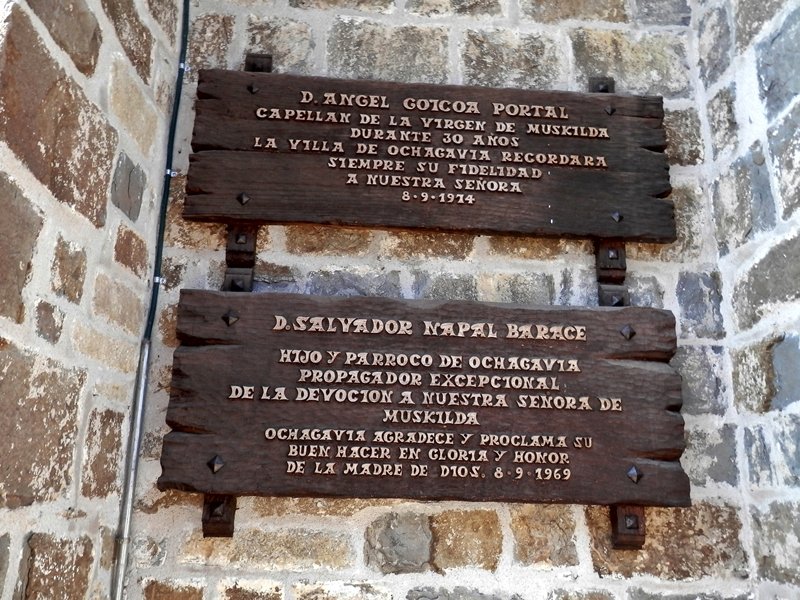 D. ANGEL GOICOA PORTAL
CAPELLAN DE LA VIRGEN DE MUSKILDA
DURANTE 30 AÑOS
LA VILLA DE OCHAGAVIA RECORDARA
SIEMPRE SU FIDELIDAD
A NUESTRA SEÑORA
8·9·1974
D. SALVADOR NAPAL BARACE
HIJO Y PARROCO DE OCHAGAVIA
PROPAGADOR EXCEPCIONAL
DE LA DEVOCION A NUESTRA SEÑORA DE
MUSKILDA
OCHAGAVIA AGRADECE Y PROCLAMA SU
BUEN HACER EN GLORIA Y HONOR
DE LA MADRE DE DIOS. 8·9·1969